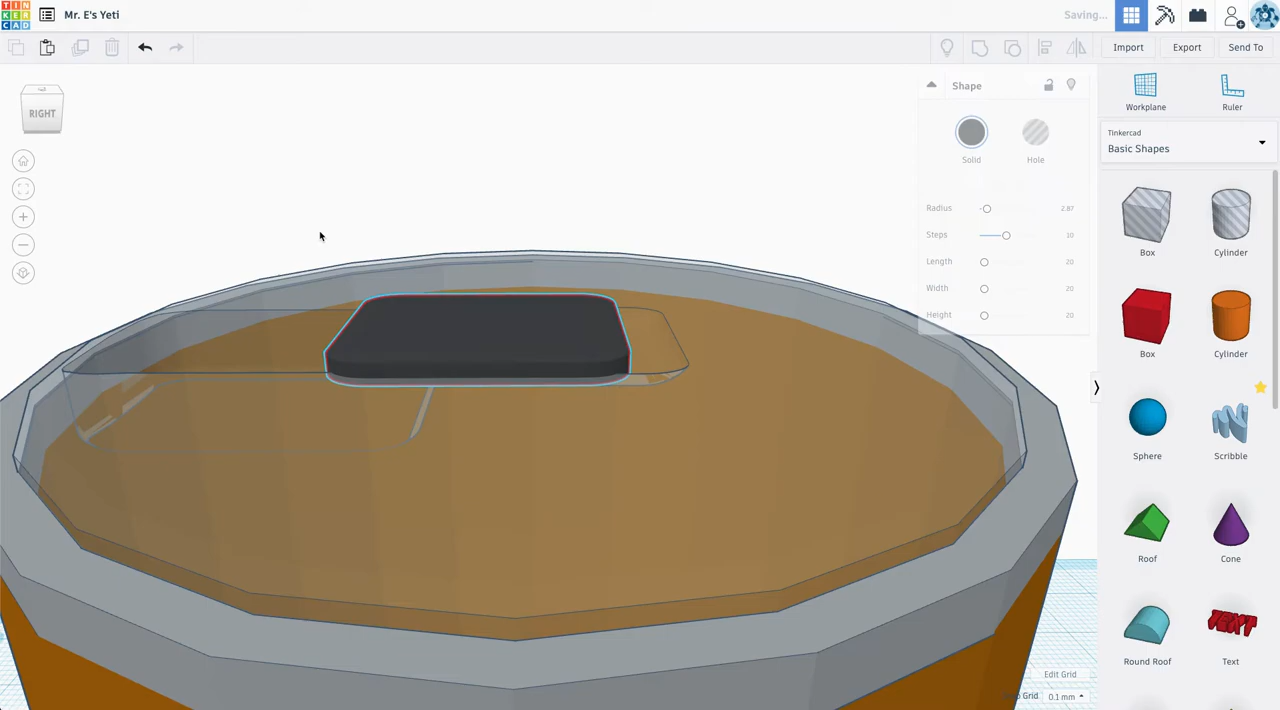 TIN
KER
CAD
Mr. E's Yeti
Saving...
Import
Export
Send To
RIGHT
Shape
Solid
Hole
Radius
2.87
Steps
10
Length
20
Width
20
Height
20
Workplane
Ruler
Tinkercad
Basic Shapes
Box
Cylinder
Box
Cylinder
Sphere
Scribble
Roof
Cone
TEXT
Round Roof
Text
Edit Grid
Grid
0.1 mm